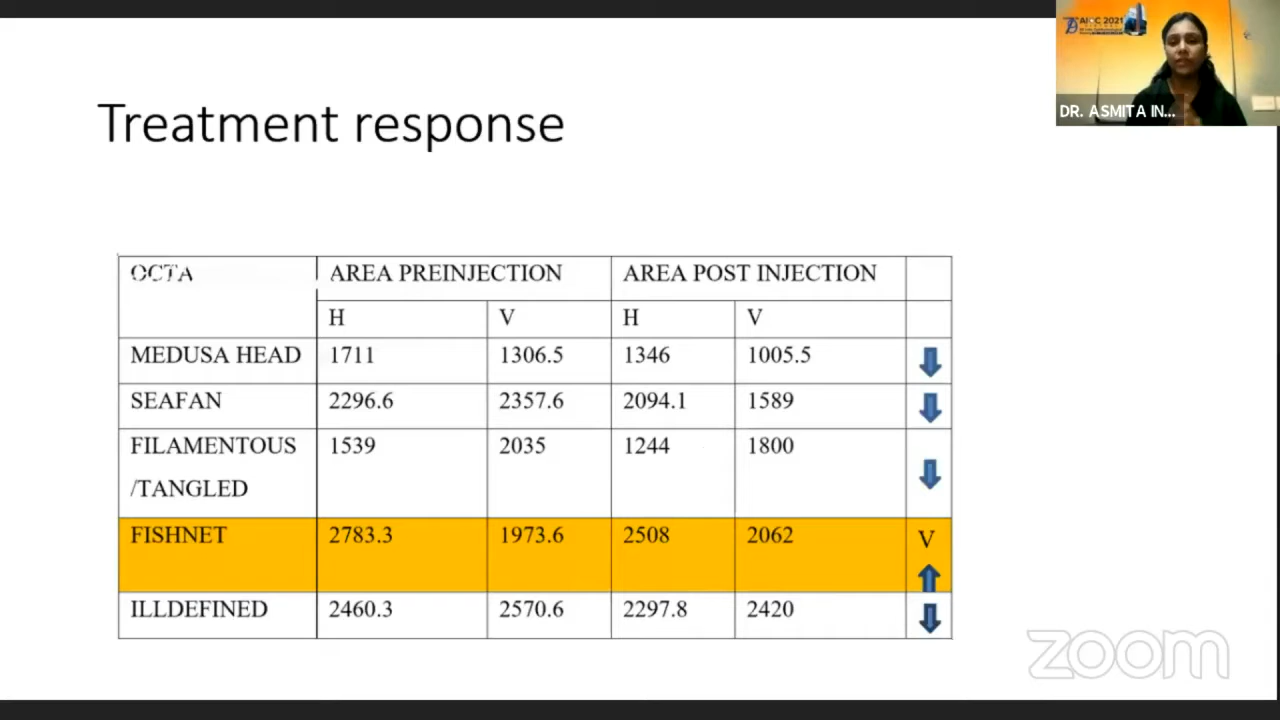 AICC 2021
DR. ASMITA IN...
Treatment response
OCTA AREA PREINJECTION AREA POST INJECTION
H V H V
MEDUSA HEAD 1711 1306.5 1346 1005.5
SEAFAN 2296.6 2357.6 2094.1 1589
FILAMENTOUS 1539 2035 1244 1800
/TANGLED
FISHNET 2783.3 1973.6 2508 2062 V
ILLDEFINED 2460.3 2570.6 2297.8 2420
zoom